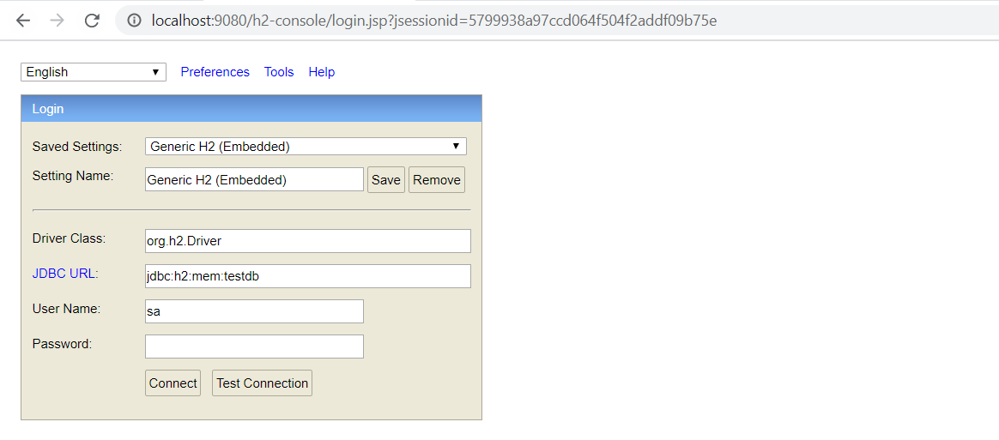 localhost:9080/h2-console/login.jsp?jsessionid=5799938a97ccd064f504f2addf09b75e
English Preferences Tools Help
Login
Saved Settings: Generic H2 (Embedded)
Setting Name: Generic H2 (Embedded) Save Remove
Driver Class: org.h2.Driver
JDBC URL: jdbc:h2:mem:testdb
User Name: sa
Password:
Connect Test Connection